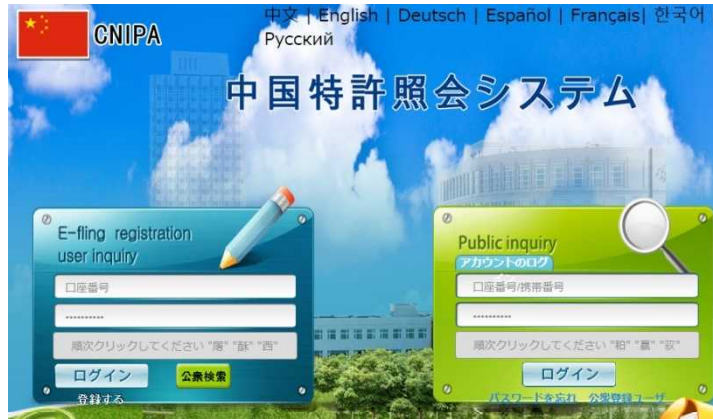 CNIPA
中文 | English | Deutsch | Español | Français| 한국어
Русский
中国特許照会システム
E-fling registration
user inquiry
口座番号
············
順次クリックしてください "屠" "酥" "西"
ログイン
公衆検索
登録する
Public inquiry
アカウントのログ
口座番号/携帯番号
············
順次クリックしてください "粕" "赢" "驭"
ログイン
パスワードを忘れ 公衆登録ユーザ